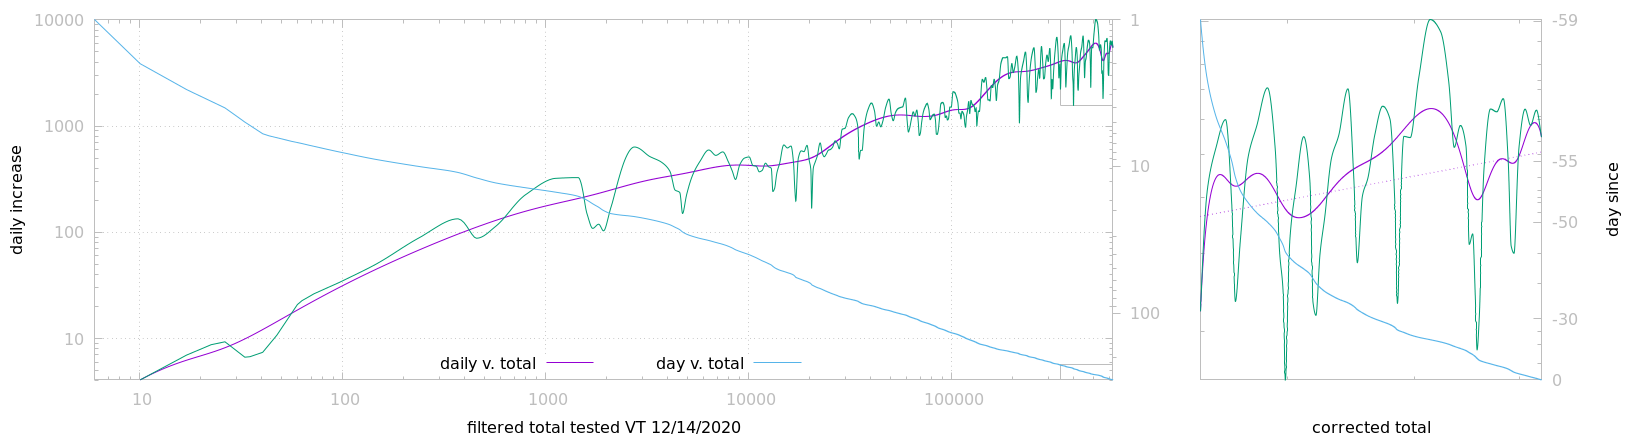 10000
1000
100
10
daily increase
10
100
1000
10000
100000
filtered total tested VT 12/14/2020
daily v. total
day v. total
1
10
100
-59
-55
-50
-30
0
day since
corrected total